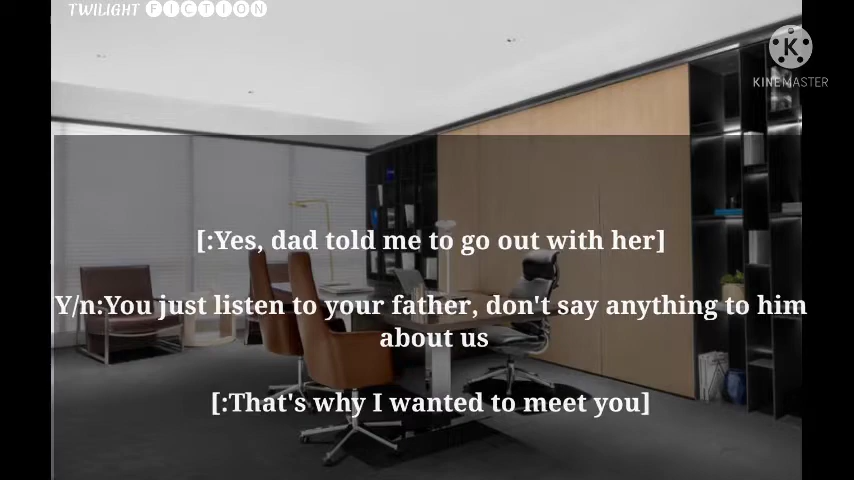 TWILIGHT FICTION
K
KINEMASTER
[:Yes, dad told me to go out with her]
Y/n:You just listen to your father, don't say anything to him
about us
[:That's why I wanted to meet you]